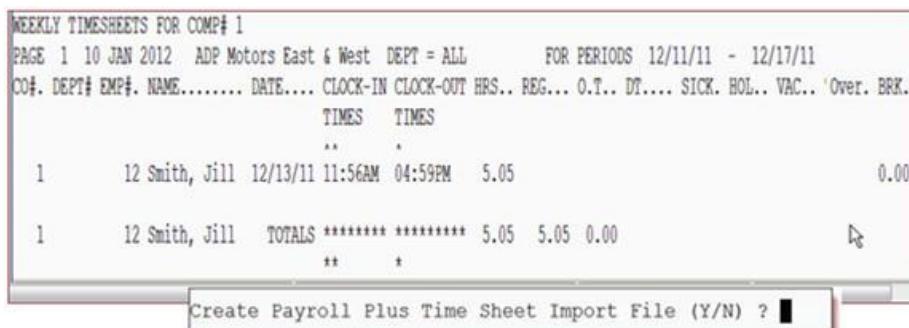 WEEKLY TIMESHEETS FOR COMP# 1
PAGE 1 10 JAN 2012 ADP Motors East & West DEPT = ALL FOR PERIODS 12/11/11 - 12/17/11
CO#. DEPT# EMP#. NAME......... DATE.... CLOCK-IN CLOCK-OUT HRS.. REG... O.T.. DT.... SICK. HOL.. VAC.. 'Over. BRK.
TIMES TIMES
** *
1 12 Smith, Jill 12/13/11 11:56AM 04:59PM 5.05 0.00
1 12 Smith, Jill TOTALS ******** ********* 5.05 5.05 0.00
** *
Create Payroll Plus Time Sheet Import File (Y/N) ?